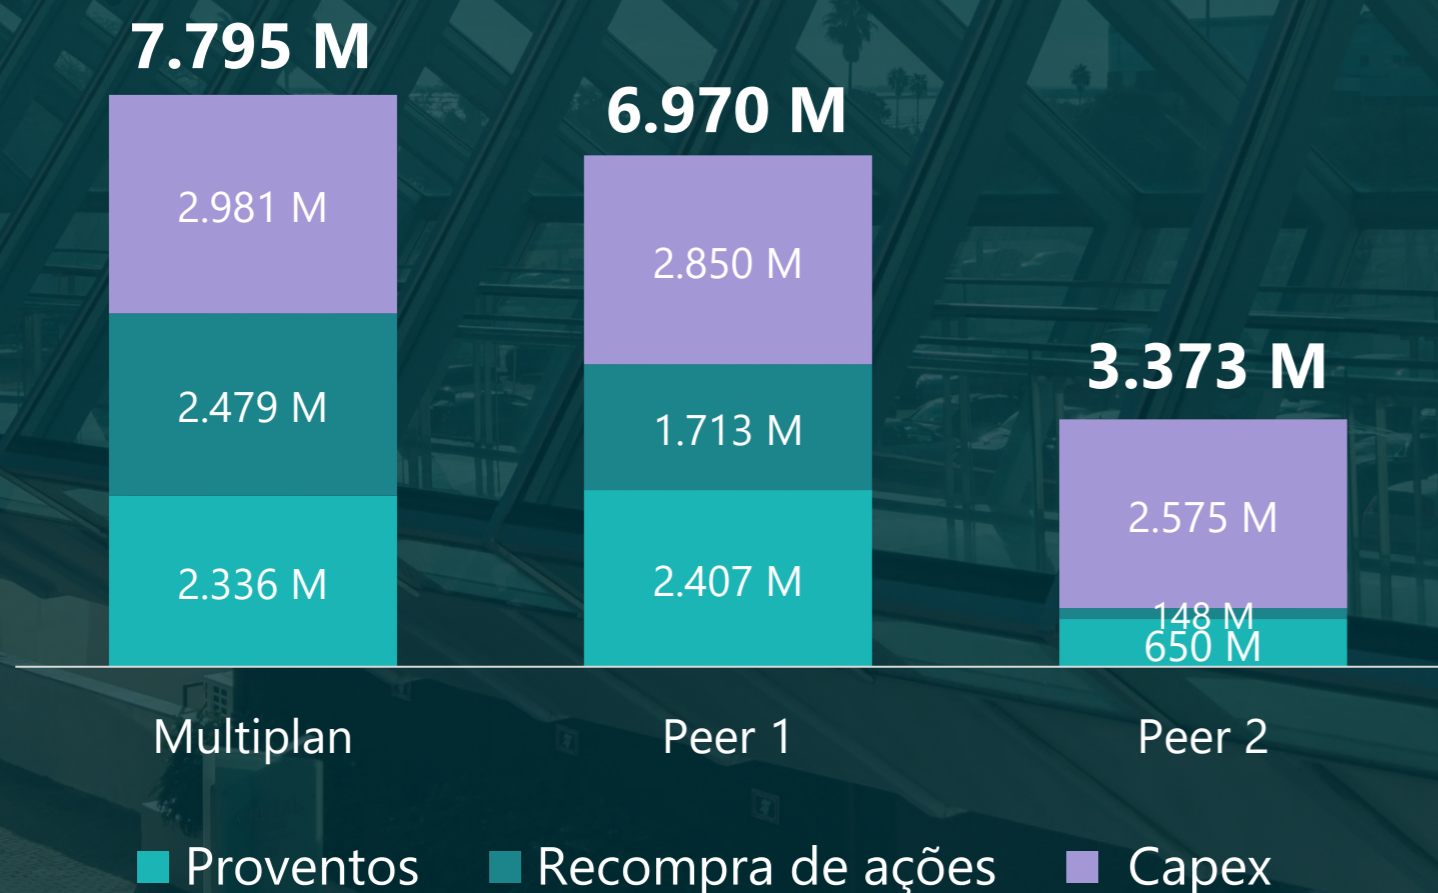 7.795 M
6.970 M
3.373 M
2.981 M
2.850 M
2.575 M
2.479 M
1.713 M
148 M
2.336 M
2.407 M
650 M
Multiplan
Peer 1
Peer 2
Proventos
Recompra de ações
Capex